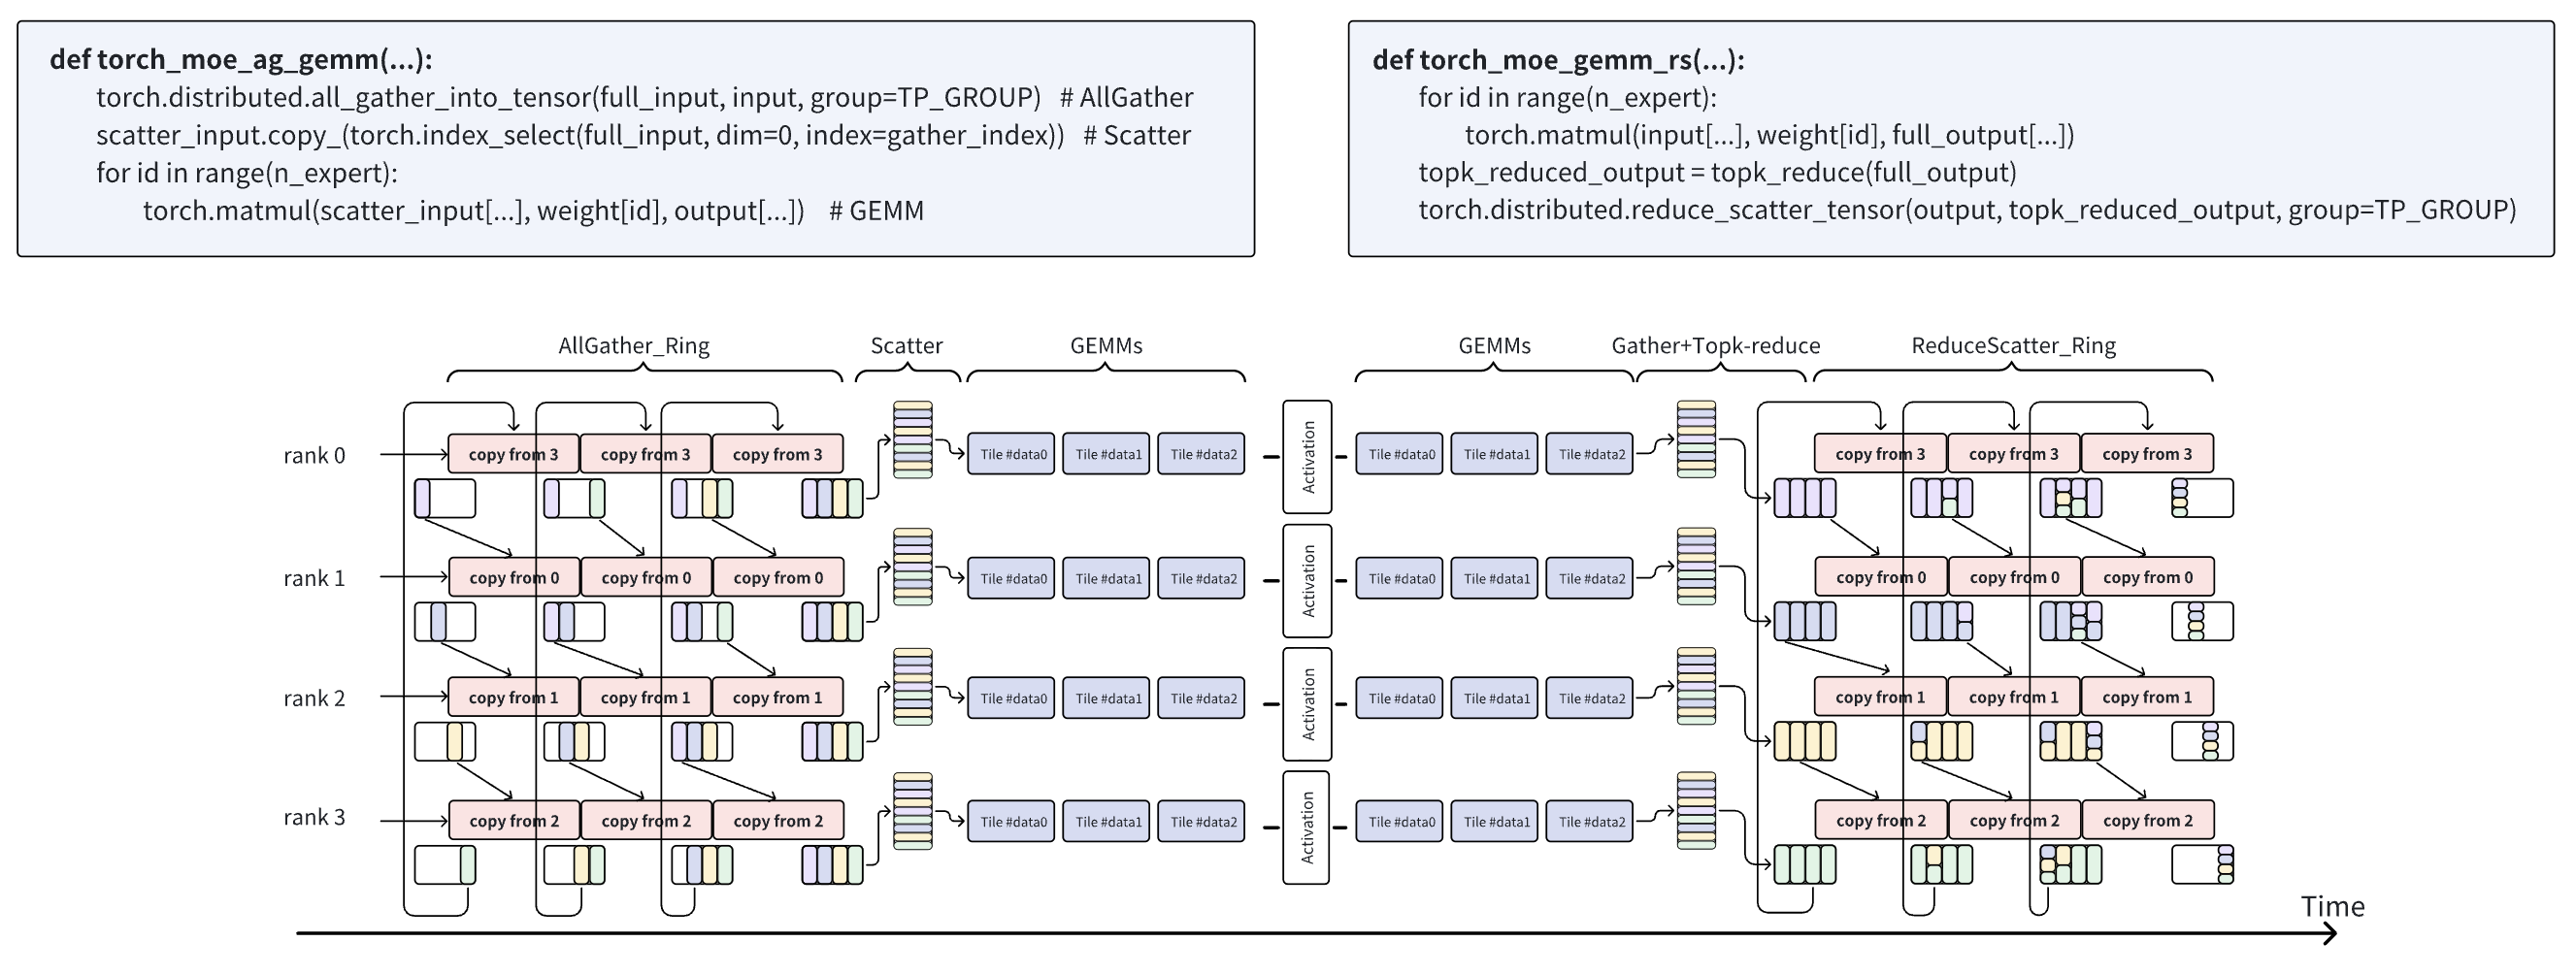 def torch_moe_ag_gemm(...):
torch.distributed.all_gather_into_tensor(full_input, input, group=TP_GROUP) # AllGather
scatter_input.copy_(torch.index_select(full_input, dim=0, index=gather_index)) # Scatter
for id in range(n_expert):
torch.matmul(scatter_input[...], weight[id], output[...]) # GEMM
def torch_moe_gemm_rs(...):
for id in range(n_expert):
torch.matmul(input[...], weight[id], full_output[...])
topk_reduced_output = topk_reduce(full_output)
torch.distributed.reduce_scatter_tensor(output, topk_reduced_output, group=TP_GROUP)
AllGather_Ring Scatter GEMMs GEMMs Gather+Topk-reduce ReduceScatter_Ring
rank 0 copy from 3 copy from 3 copy from 3 Tile #data0 Tile #data1 Tile #data2 Activation Tile #data0 Tile #data1 Tile #data2 copy from 3 copy from 3 copy from 3
rank 1 copy from 0 copy from 0 copy from 0 Tile #data0 Tile #data1 Tile #data2 Activation Tile #data0 Tile #data1 Tile #data2 copy from 0 copy from 0 copy from 0
rank 2 copy from 1 copy from 1 copy from 1 Tile #data0 Tile #data1 Tile #data2 Activation Tile #data0 Tile #data1 Tile #data2 copy from 1 copy from 1 copy from 1
rank 3 copy from 2 copy from 2 copy from 2 Tile #data0 Tile #data1 Tile #data2 Activation Tile #data0 Tile #data1 Tile #data2 copy from 2 copy from 2 copy from 2
Time